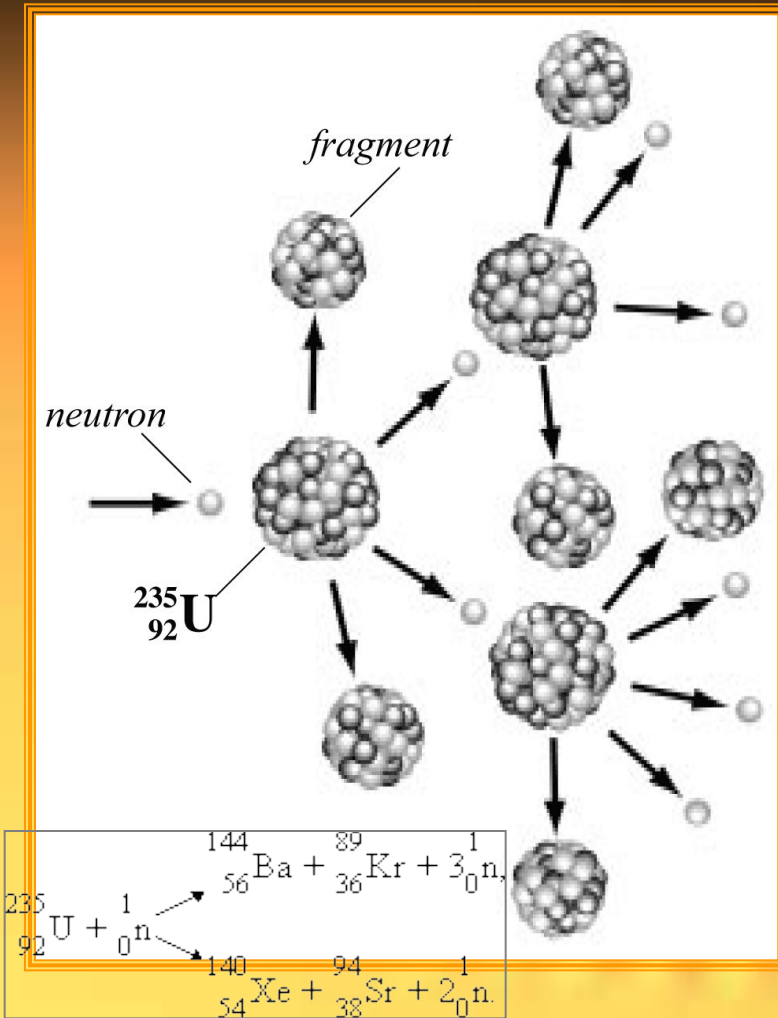 fragment
neutron
²³⁵₉₂U
¹⁴⁴₅₆Ba + ⁸⁹₃₆Kr + 3¹₀n,
²³⁵₉₂U + ¹₀n
¹⁴⁰₅₄Xe + ⁹⁴₃₈Sr + 2¹₀n.